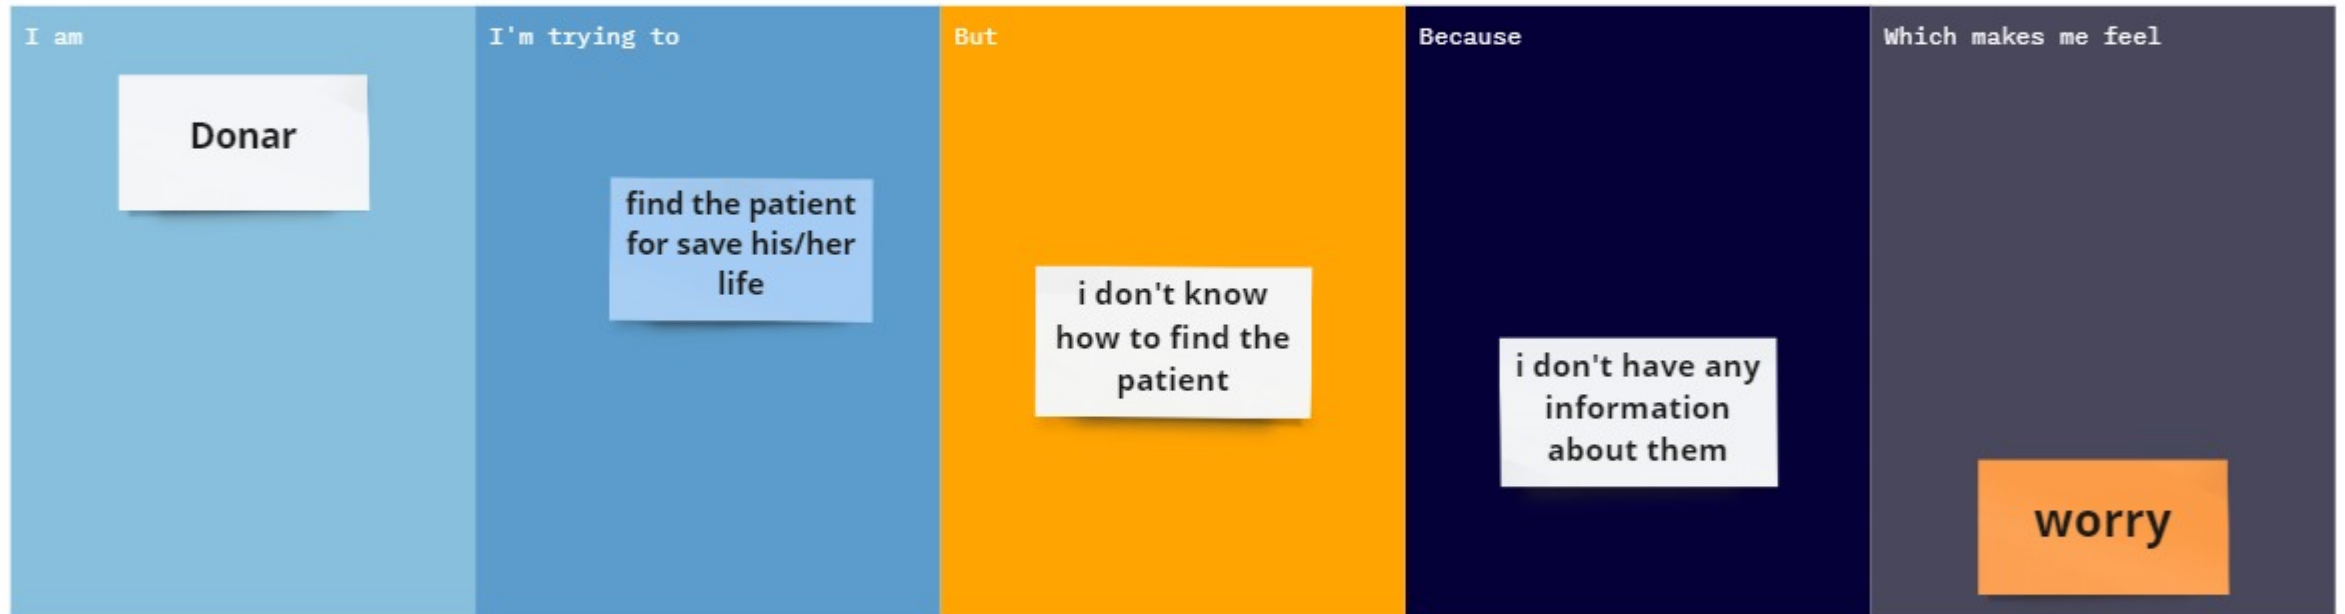 I am
Donar
I'm trying to
find the patient
for save his/her
life
But
i don't know
how to find the
patient
Because
i don't have any
information
about them
Which makes me feel
worry